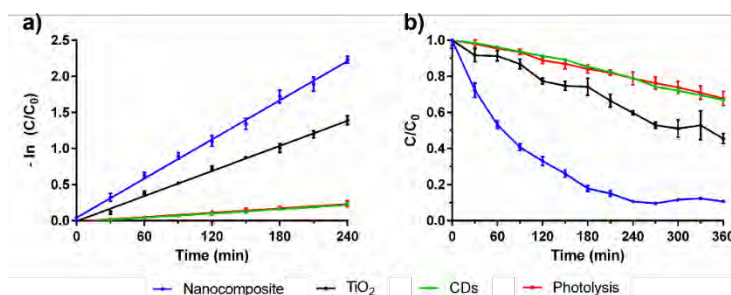 a)
b)
2.5
2.0
1.5
1.0
0.5
0.0
- ln (C/C0)
0 60 120 180 240
Time (min)
1.0
0.8
0.6
0.4
0.2
0.0
C/C0
0 60 120 180 240 300 360
Time (min)
Nanocomposite TiO2 CDs Photolysis